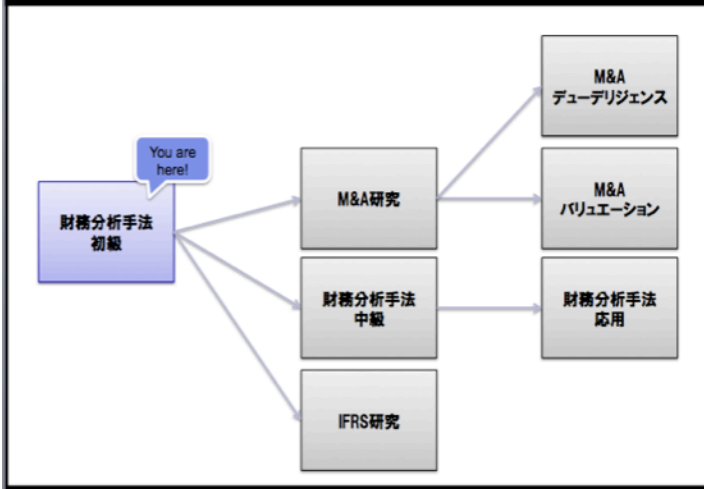 You are
here!
財務分析手法
初級
M&A研究
財務分析手法
中級
IFRS研究
M&A
デューデリジェンス
M&A
バリュエーション
財務分析手法
応用